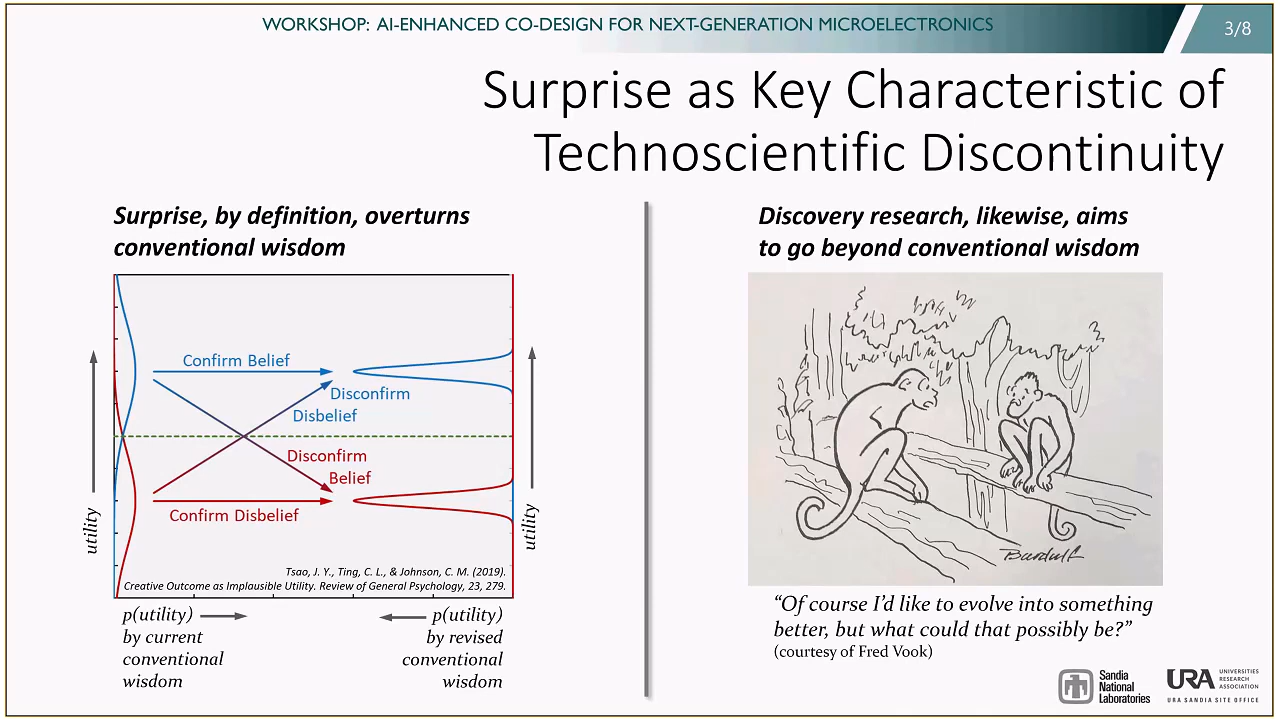 WORKSHOP: AI-ENHANCED CO-DESIGN FOR NEXT-GENERATION MICROELECTRONICS
3/8
Surprise as Key Characteristic of
Technoscientific Discontinuity
Surprise, by definition, overturns
conventional wisdom
Confirm Belief
Disconfirm
Disbelief
Disconfirm
Belief
Confirm Disbelief
utility
utility
Tsao, J. Y., Ting, C. L., & Johnson, C. M. (2019).
Creative Outcome as Implausible Utility. Review of General Psychology, 23, 279.
p(utility)
by current
conventional
wisdom
p(utility)
by revised
conventional
wisdom
Discovery research, likewise, aims
to go beyond conventional wisdom
“Of course I’d like to evolve into something
better, but what could that possibly be?”
(courtesy of Fred Vook)
Sandia
National
Laboratories
URA
UNIVERSITIES
RESEARCH
ASSOCIATION
URA SANDIA SITE OFFICE